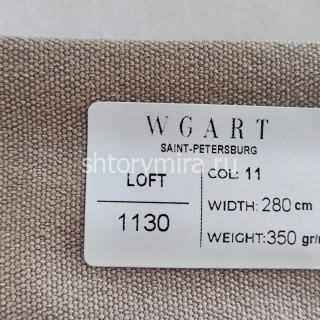 WGART
SAINT-PETERSBURG
LOFT
1130
COL: 11
WIDTH: 280 cm
WEIGHT: 350 gr/
shtorymira.ru